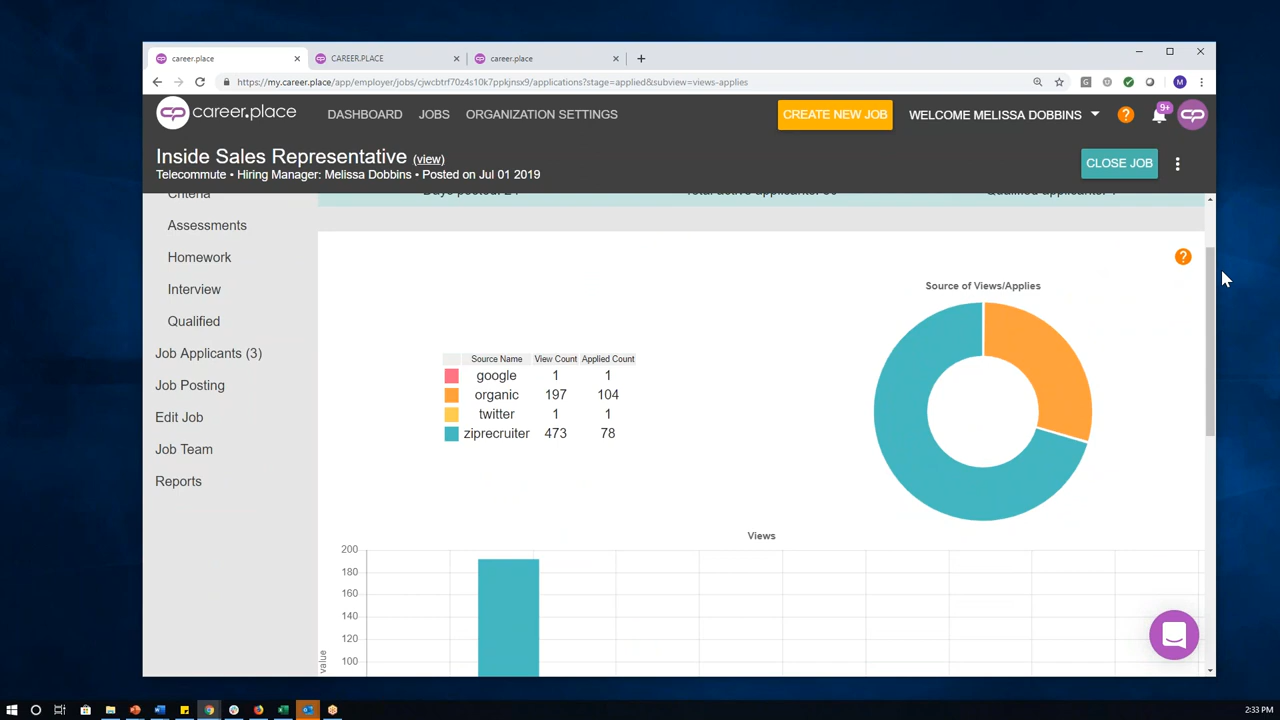 career.place
CAREER.PLACE
career.place
https://my.career.place/app/employer/jobs/cjwcbtrf70z4s10k7ppkjnsx9/applications?stage=applied&subview=views-applies
career.place
DASHBOARD
JOBS
ORGANIZATION SETTINGS
CREATE NEW JOB
WELCOME MELISSA DOBBINS
?
9+
Inside Sales Representative (view)
Telecommute • Hiring Manager: Melissa Dobbins • Posted on Jul 01 2019
CLOSE JOB
Criteria
Assessments
Homework
Interview
Qualified
Job Applicants (3)
Job Posting
Edit Job
Job Team
Reports
?
Source of Views/Applies
Source Name View Count Applied Count
google 1 1
organic 197 104
twitter 1 1
ziprecruiter 473 78
Views
200
180
160
140
120
100
value
2:33 PM